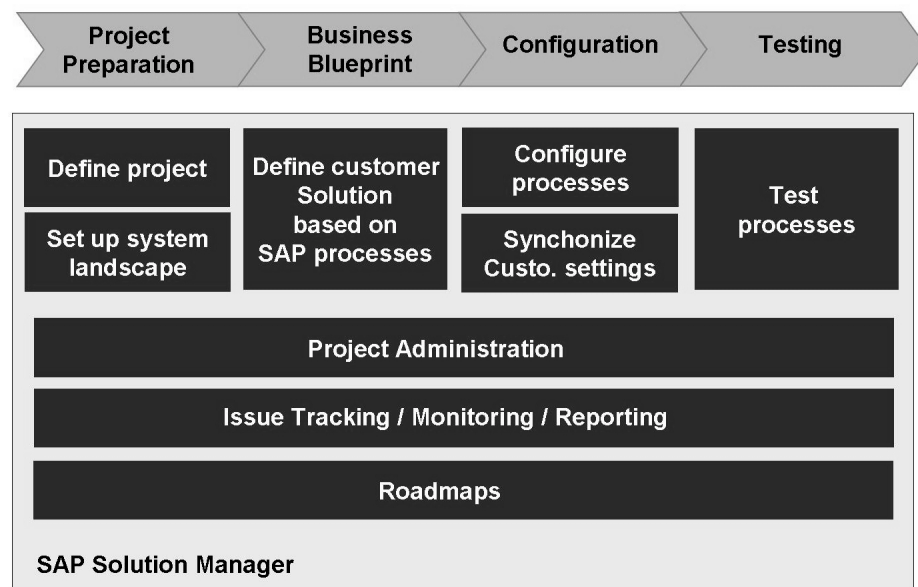 Project
Preparation
Business
Blueprint
Configuration
Testing
Define project
Set up system
landscape
Define customer
Solution
based on
SAP processes
Configure
processes
Synchonize
Custo. settings
Test
processes
Project Administration
Issue Tracking / Monitoring / Reporting
Roadmaps
SAP Solution Manager